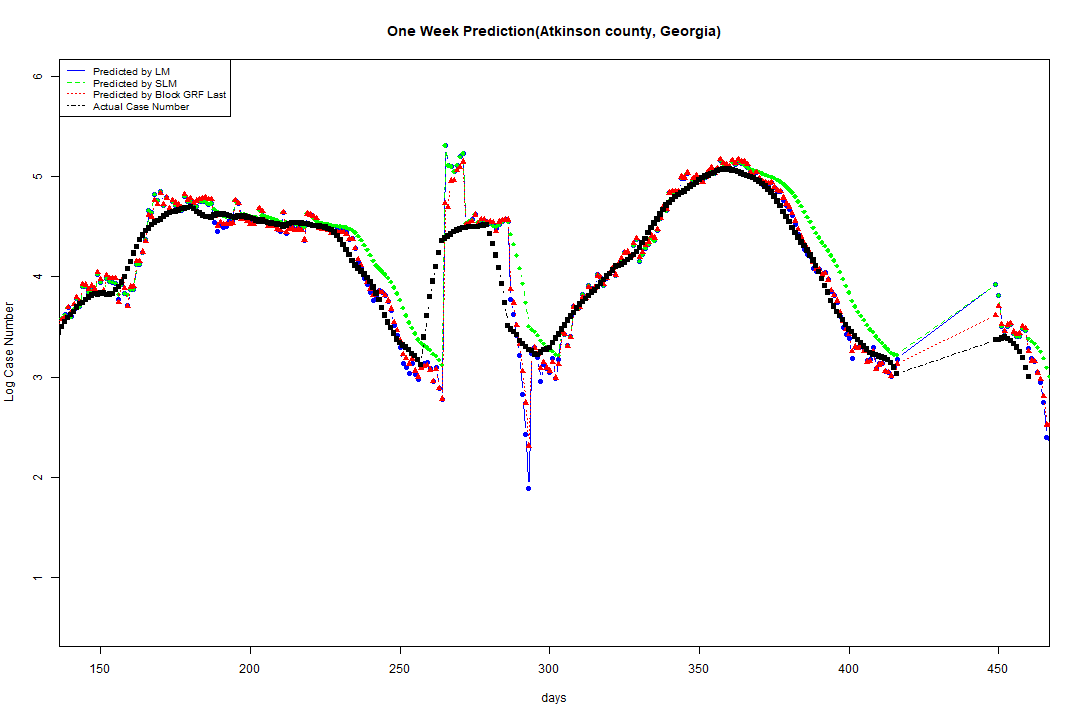 One Week Prediction(Atkinson county, Georgia)
Predicted by LM
Predicted by SLM
Predicted by Block GRF Last
Actual Case Number
6
5
4
3
2
1
Log Case Number
150 200 250 300 350 400 450
days